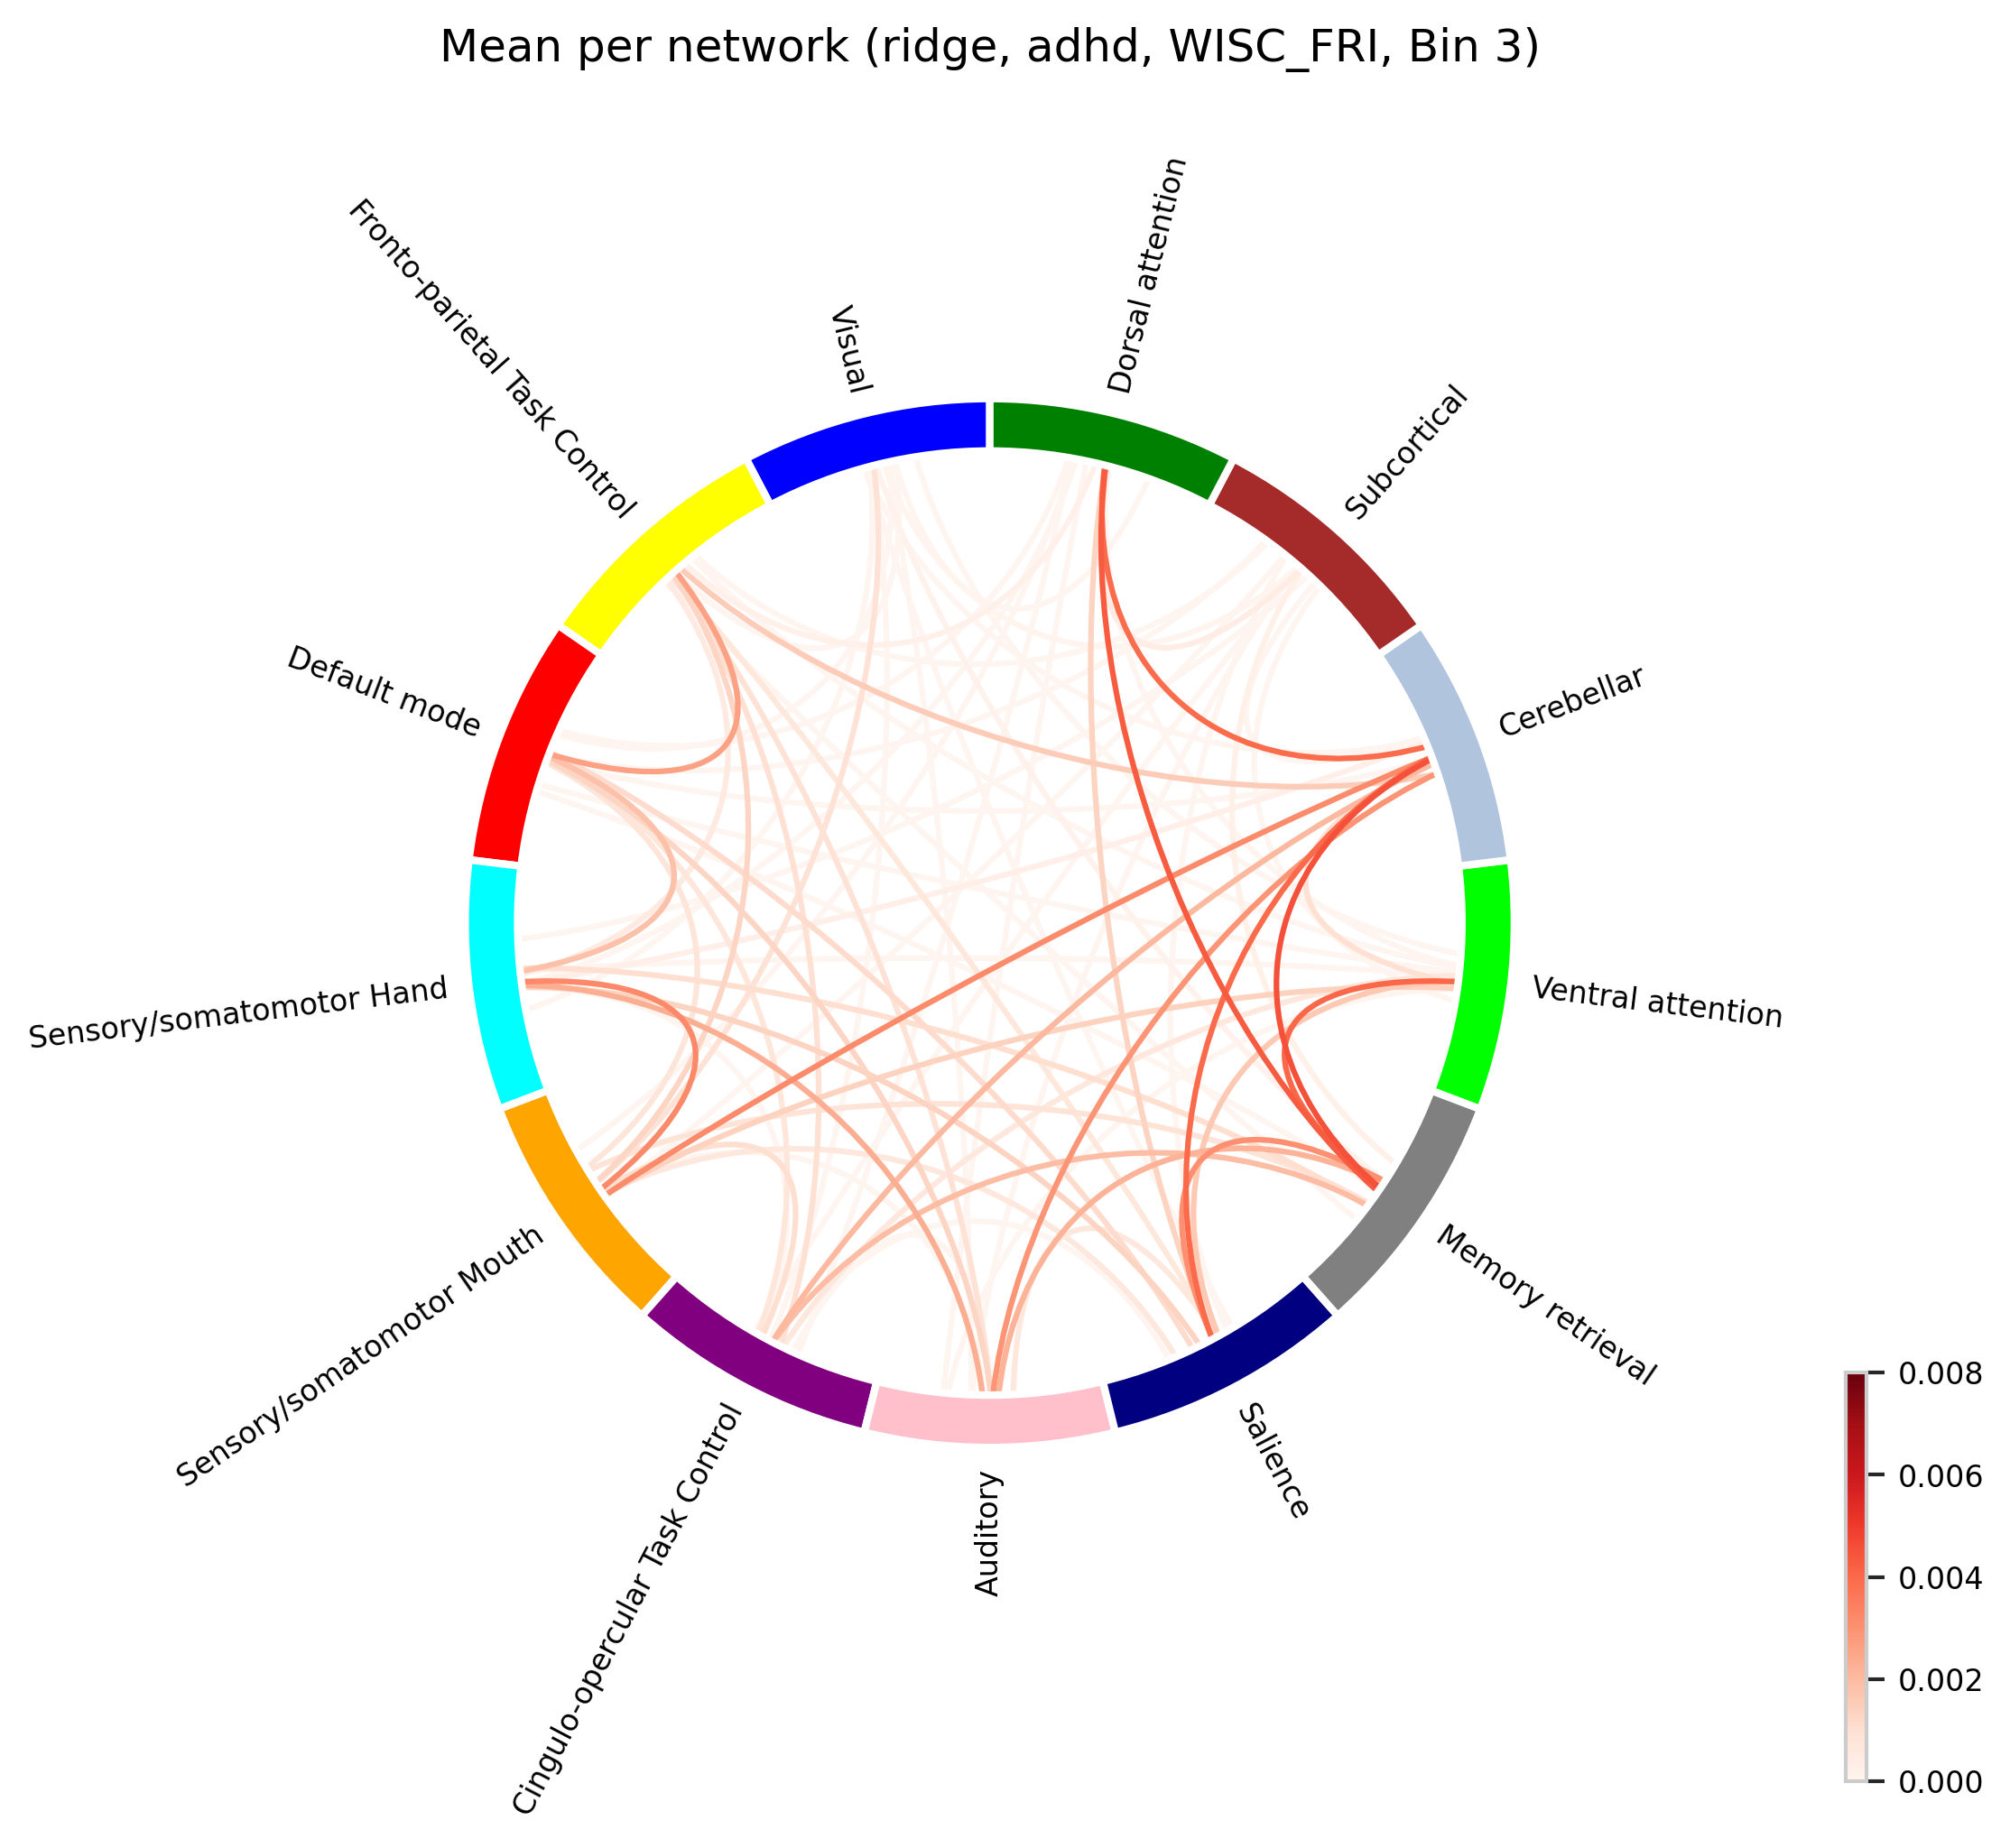 Mean per network (ridge, adhd, WISC_FRI, Bin 3)
Dorsal attention
Visual
Fronto-parietal Task Control
Subcortical
Default mode
Cerebellar
Sensory/somatomotor Hand
Ventral attention
Sensory/somatomotor Mouth
Memory retrieval
Cingulo-opercular Task Control
Auditory
Salience
0.008
0.006
0.004
0.002
0.000